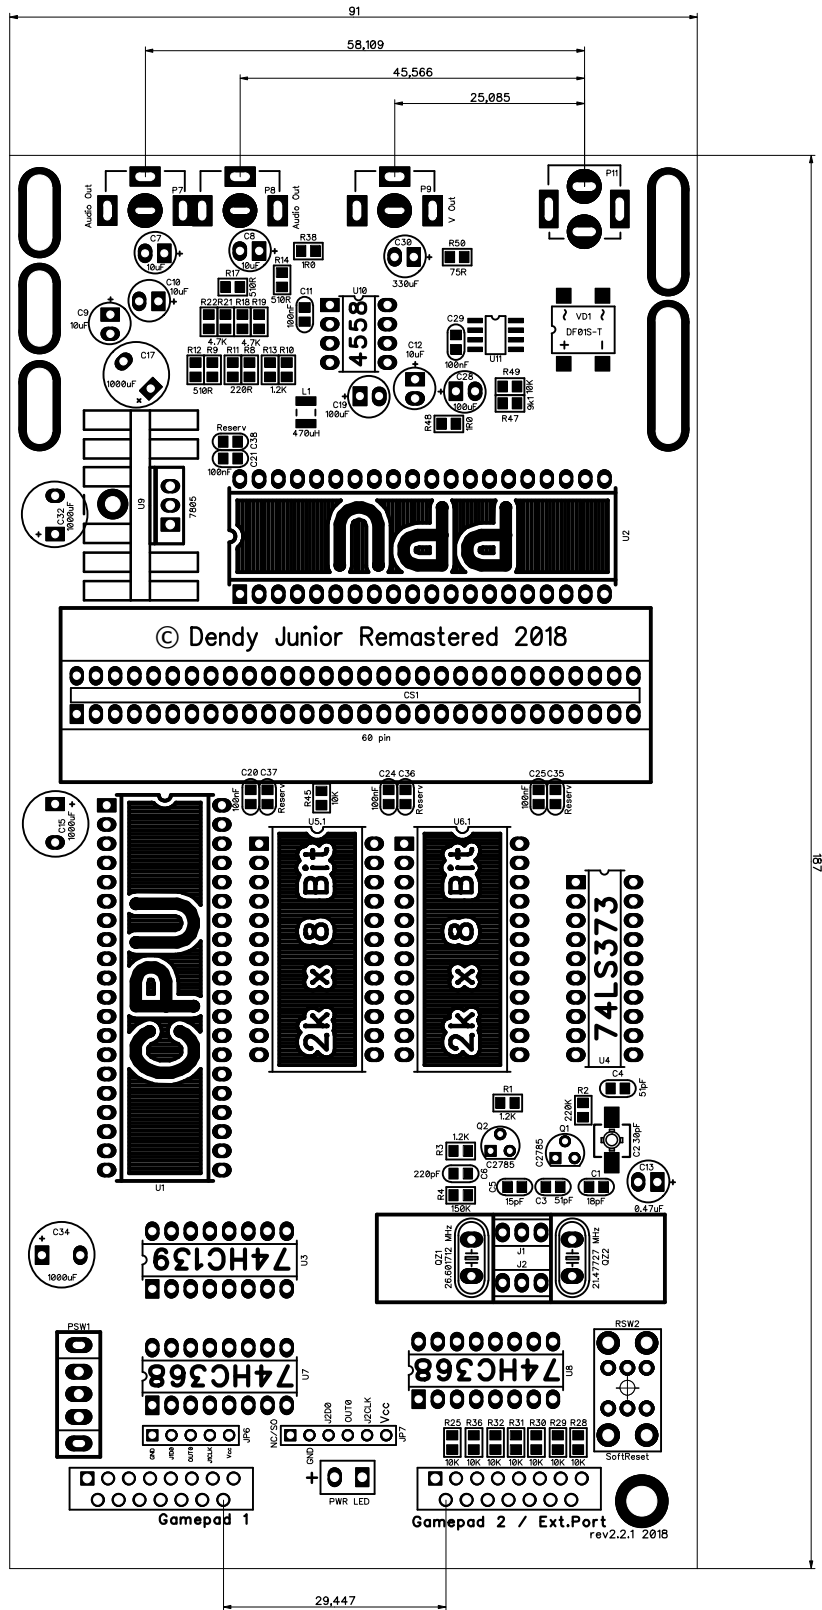 91
58,109
45,566
25,085
P7
P8
P9
P11
Audio Out
Audio Out
V Out
C7
10uF
C8
10uF
R38
1R0
C30
330uF
R50
75R
R17
510R
R14
510R
C10
10uF
C9
10uF
R22
R21
R18
R19
4.7K
4.7K
C11
100nF
U10
4558
C29
100nF
U11
VD1
DF01S-T
C17
1000uF
R12
R9
R11
R8
R13
R10
510R
220R
1.2K
C12
10uF
C19
100uF
C28
100uF
R49
10K
9k1
R47
R48
1R0
L1
470uH
Reserv
C38
C21
100nF
U9
7805
C32
1000uF
PPU
U2
© Dendy Junior Remastered 2018
CS1
60 pin
C20
C37
100nF
Reserv
R45
10K
C24
C36
100nF
Reserv
C25
C35
100nF
Reserv
C15
1000uF
CPU
U1
U5.1
2k x 8 Bit
U6.1
2k x 8 Bit
74LS373
U4
187
C4
51pF
R1
1.2K
R2
220K
Q2
C2785
Q1
C2785
C2 30pF
R3
1.2K
220pF
C6
R4
150K
C5
15pF
C3
51pF
C1
18pF
C13
0.47uF
C34
1000uF
74HC139
U3
QZ1
26.601712 MHz
J1
J2
21.47727 MHz
QZ2
PSW1
74HC368
U7
74HC368
U8
RSW2
SoftReset
JP6
GND
J1D0
OUT0
J1CLK
Vcc
NC/SO
GND
J2D0
OUT0
J2CLK
Vcc
JP7
R25
R36
R32
R31
R30
R29
R28
10K
10K
10K
10K
10K
10K
10K
PWR LED
Gamepad 1
Gamepad 2 / Ext.Port
rev2.2.1 2018
29,447